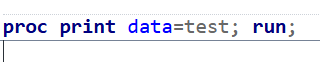 proc print data=test; run;